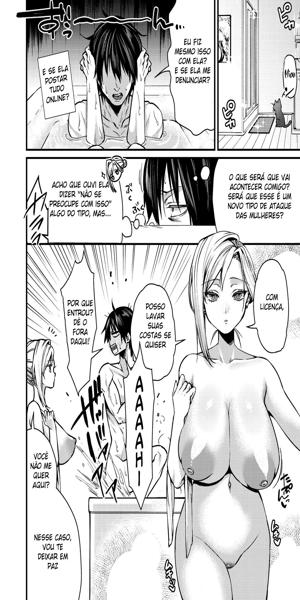 EU FIZ
MESMO ISSO
COM ELA?
E SE ELA ME
DENUNCIAR?
E SE ELA
POSTAR
TUDO
ONLINE?
ACHO QUE OUVI ELA
DIZER "NÃO SE
PREOCUPE COM ISSO"
ALGO DO TIPO, MAS...
O QUE SERÁ QUE VAI
ACONTECER COMIGO?
SERÁ QUE ESSE É
UM NOVO TIPO DE ATAQUE
DAS MULHERES?
COM
LICENÇA,
POSSO
LAVAR
SUAS
COSTAS SE
QUISER
POR QUE
ENTROU?
DÊ O
FORA
DAQUI!
AAAAH!
VOCÊ
NÃO ME
QUER
AQUI?
NESSE CASO,
VOU TE
DEIXAR EM
PAZ